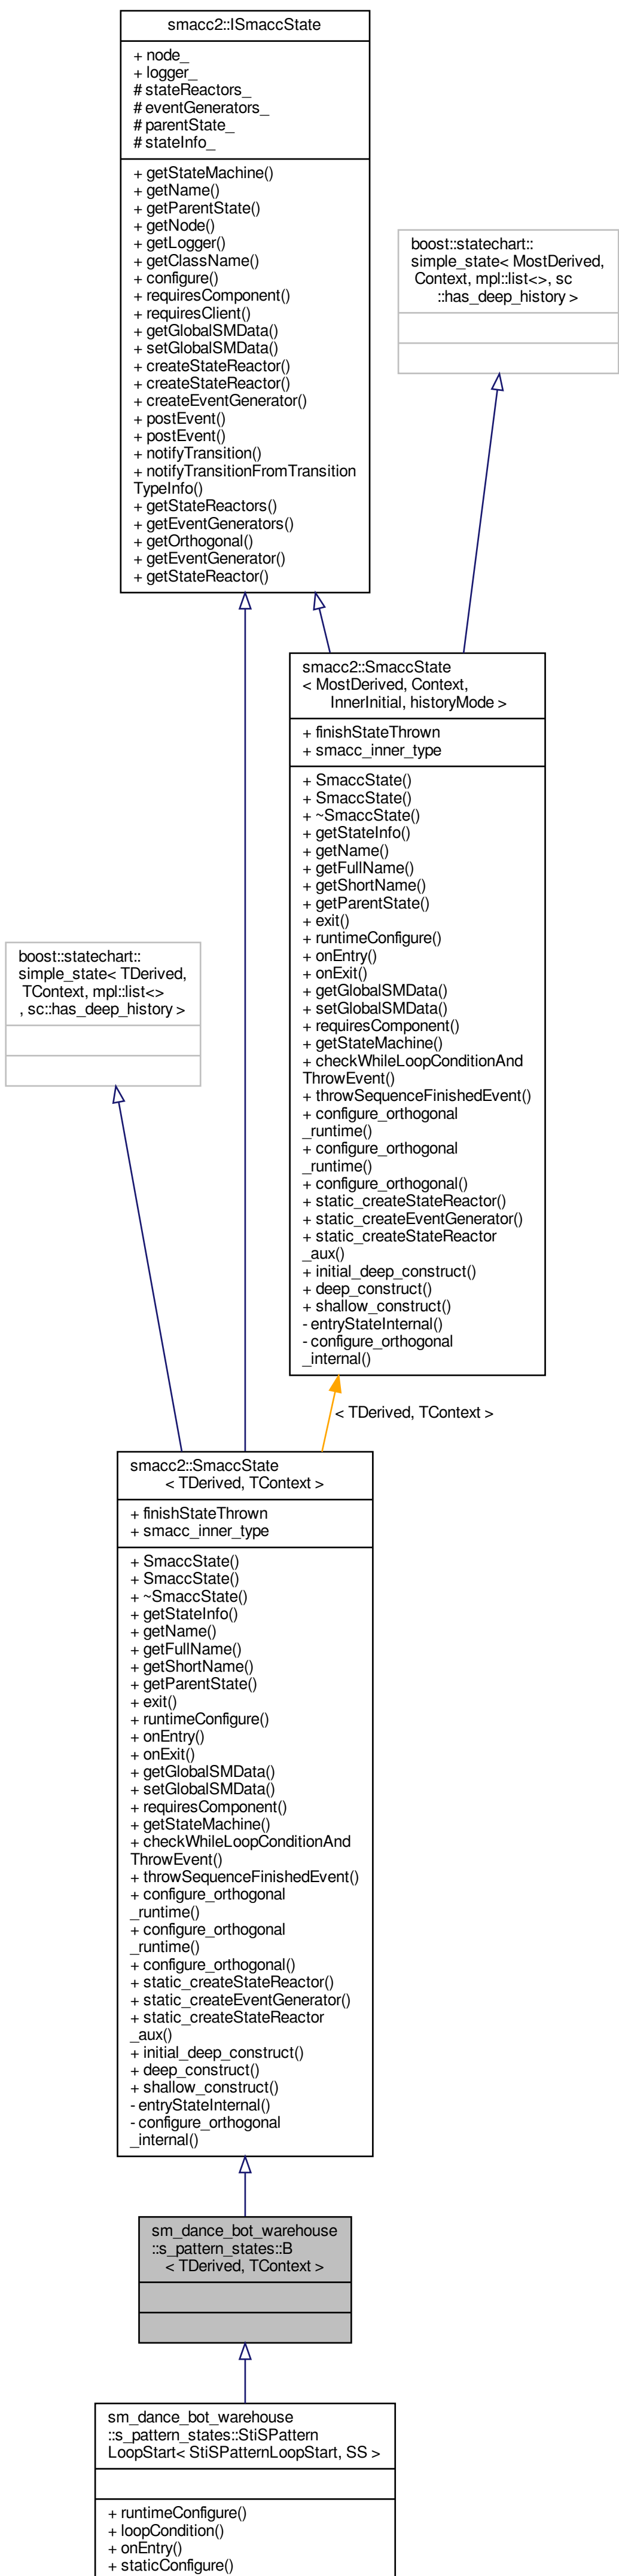 smacc2::ISmaccState
+ node_
+ logger_
# stateReactors_
# eventGenerators_
# parentState_
# stateInfo_
+ getStateMachine()
+ getName()
+ getParentState()
+ getNode()
+ getLogger()
+ getClassName()
+ configure()
+ requiresComponent()
+ requiresClient()
+ getGlobalSMData()
+ setGlobalSMData()
+ createStateReactor()
+ createStateReactor()
+ createEventGenerator()
+ postEvent()
+ postEvent()
+ notifyTransition()
+ notifyTransitionFromTransition
TypeInfo()
+ getStateReactors()
+ getEventGenerators()
+ getOrthogonal()
+ getEventGenerator()
+ getStateReactor()
boost::statechart::
simple_state< MostDerived,
Context, mpl::list<>, sc
::has_deep_history >
smacc2::SmaccState
< MostDerived, Context,
InnerInitial, historyMode >
+ finishStateThrown
+ smacc_inner_type
+ SmaccState()
+ SmaccState()
+ ~SmaccState()
+ getStateInfo()
+ getName()
+ getFullName()
+ getShortName()
+ getParentState()
+ exit()
+ runtimeConfigure()
+ onEntry()
+ onExit()
+ getGlobalSMData()
+ setGlobalSMData()
+ requiresComponent()
+ getStateMachine()
+ checkWhileLoopConditionAnd
ThrowEvent()
+ throwSequenceFinishedEvent()
+ configure_orthogonal
_runtime()
+ configure_orthogonal
_runtime()
+ configure_orthogonal()
+ static_createStateReactor()
+ static_createEventGenerator()
+ static_createStateReactor
_aux()
+ initial_deep_construct()
+ deep_construct()
+ shallow_construct()
- entryStateInternal()
- configure_orthogonal
_internal()
boost::statechart::
simple_state< TDerived,
TContext, mpl::list<>
, sc::has_deep_history >
< TDerived, TContext >
smacc2::SmaccState
< TDerived, TContext >
+ finishStateThrown
+ smacc_inner_type
+ SmaccState()
+ SmaccState()
+ ~SmaccState()
+ getStateInfo()
+ getName()
+ getFullName()
+ getShortName()
+ getParentState()
+ exit()
+ runtimeConfigure()
+ onEntry()
+ onExit()
+ getGlobalSMData()
+ setGlobalSMData()
+ requiresComponent()
+ getStateMachine()
+ checkWhileLoopConditionAnd
ThrowEvent()
+ throwSequenceFinishedEvent()
+ configure_orthogonal
_runtime()
+ configure_orthogonal
_runtime()
+ configure_orthogonal()
+ static_createStateReactor()
+ static_createEventGenerator()
+ static_createStateReactor
_aux()
+ initial_deep_construct()
+ deep_construct()
+ shallow_construct()
- entryStateInternal()
- configure_orthogonal
_internal()
sm_dance_bot_warehouse
::s_pattern_states::B
< TDerived, TContext >
sm_dance_bot_warehouse
::s_pattern_states::StiSPattern
LoopStart< StiSPatternLoopStart, SS >
+ runtimeConfigure()
+ loopCondition()
+ onEntry()
+ staticConfigure()